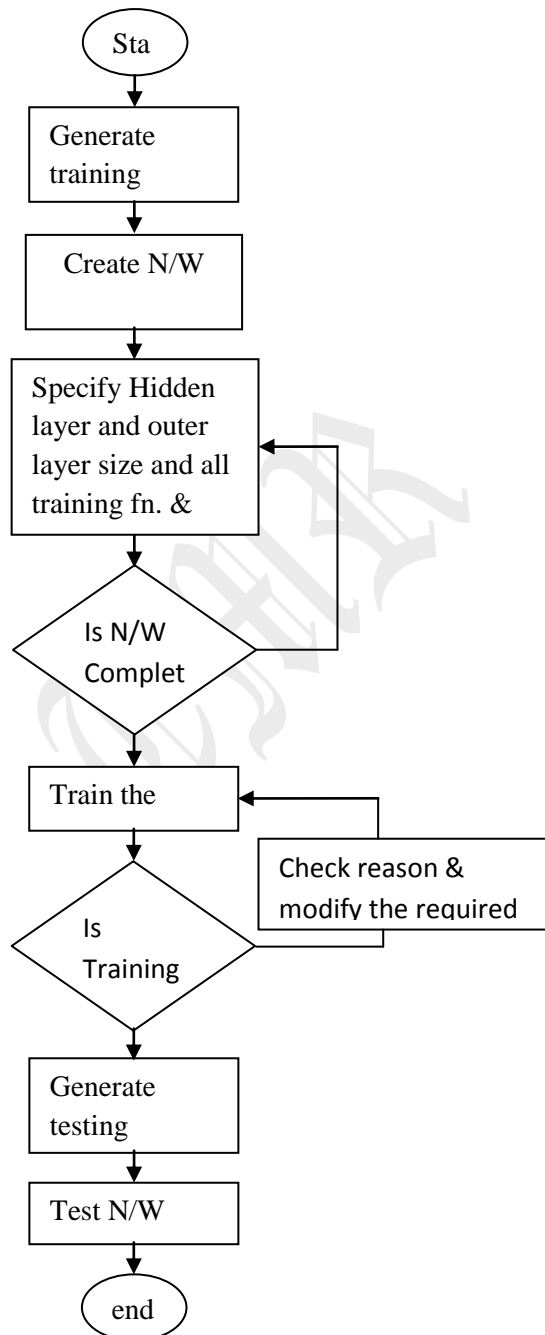 Sta
Generate
training
Create N/W
Specify Hidden
layer and outer
layer size and all
training fn. &
Is N/W
Complet
Train the
Check reason &
modify the required
Is
Training
Generate
testing
Test N/W
end